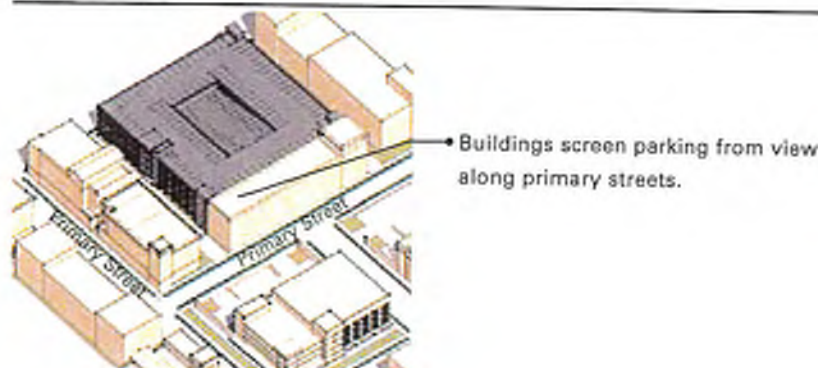 Buildings screen parking from view
along primary streets.
Primary Street
Primary Street